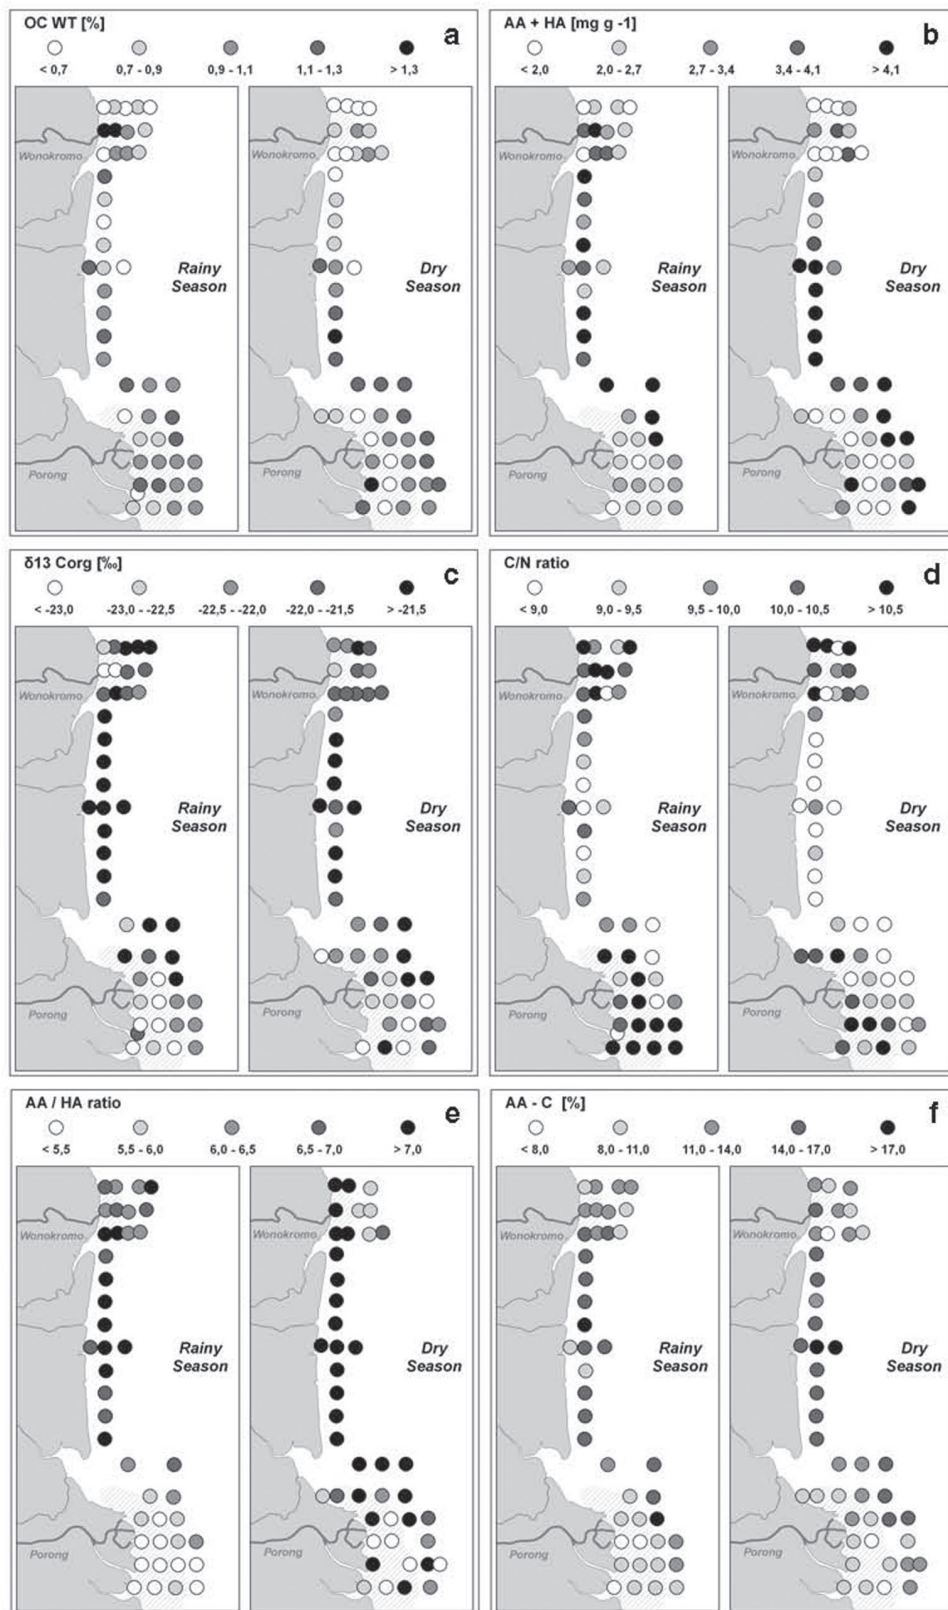 OC WT [%] a
< 0,7 0,7 - 0,9 0,9 - 1,1 1,1 - 1,3 > 1,3
Wonokromo
Porong
Rainy
Season
Wonokromo
Porong
Dry
Season
AA + HA [mg g -1] b
< 2,0 2,0 - 2,7 2,7 - 3,4 3,4 - 4,1 > 4,1
Wonokromo
Porong
Rainy
Season
Wonokromo
Porong
Dry
Season
δ13 Corg [‰] c
< -23,0 -23,0 - -22,5 -22,5 - -22,0 -22,0 - -21,5 > -21,5
Wonokromo
Porong
Rainy
Season
Wonokromo
Porong
Dry
Season
C/N ratio d
< 9,0 9,0 - 9,5 9,5 - 10,0 10,0 - 10,5 > 10,5
Wonokromo
Porong
Rainy
Season
Wonokromo
Porong
Dry
Season
AA / HA ratio e
< 5,5 5,5 - 6,0 6,0 - 6,5 6,5 - 7,0 > 7,0
Wonokromo
Porong
Rainy
Season
Wonokromo
Porong
Dry
Season
AA - C [%] f
< 8,0 8,0 - 11,0 11,0 - 14,0 14,0 - 17,0 > 17,0
Wonokromo
Porong
Rainy
Season
Wonokromo
Porong
Dry
Season